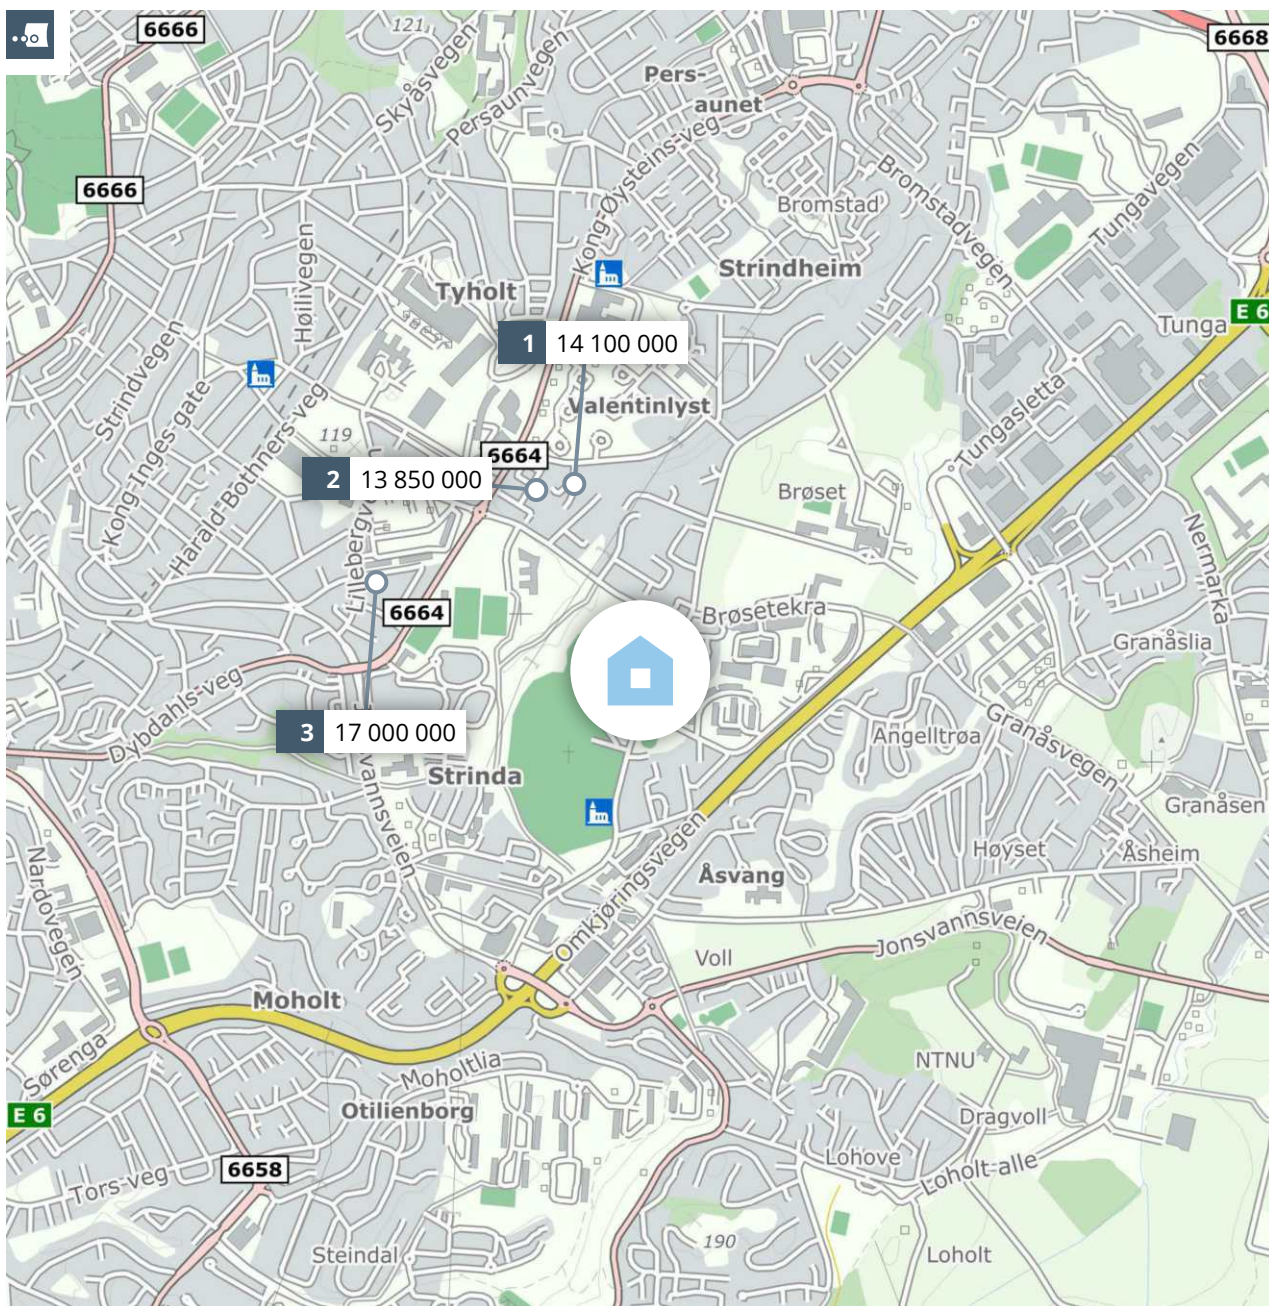 6666
121
Skyåsvegen
Persaunvegen
Pers-
aunet
6668
6666
Kong-Øysteins-veg
Bromstad
Bromstadvegen
Tungavegen
Høilivegen
Tyholt
Strindheim
E 6
Tunga
1 14 100 000
Strindvegen
Kong Inges-gate
Harald Bothners-veg
119
Valentinlyst
6664
Tungasletta
2 13 850 000
Brøset
Nermarka
Lillebergv
6664
Brøsetekra
Granåslia
Dybdahls-veg
3 17 000 000
Granåsvegen
Angelltrøa
Strinda
vannsveien
Granåsen
Omkjøringsvegen
Høyset
Åsheim
Nardovegen
Åsvang
Jonsvannsveien
Voll
Moholt
Sørenga
Moholtlia
NTNU
E 6
Otilienborg
Dragvoll
6658
Tors-veg
Lohove
Loholt-alle
190
Steindal
Loholt